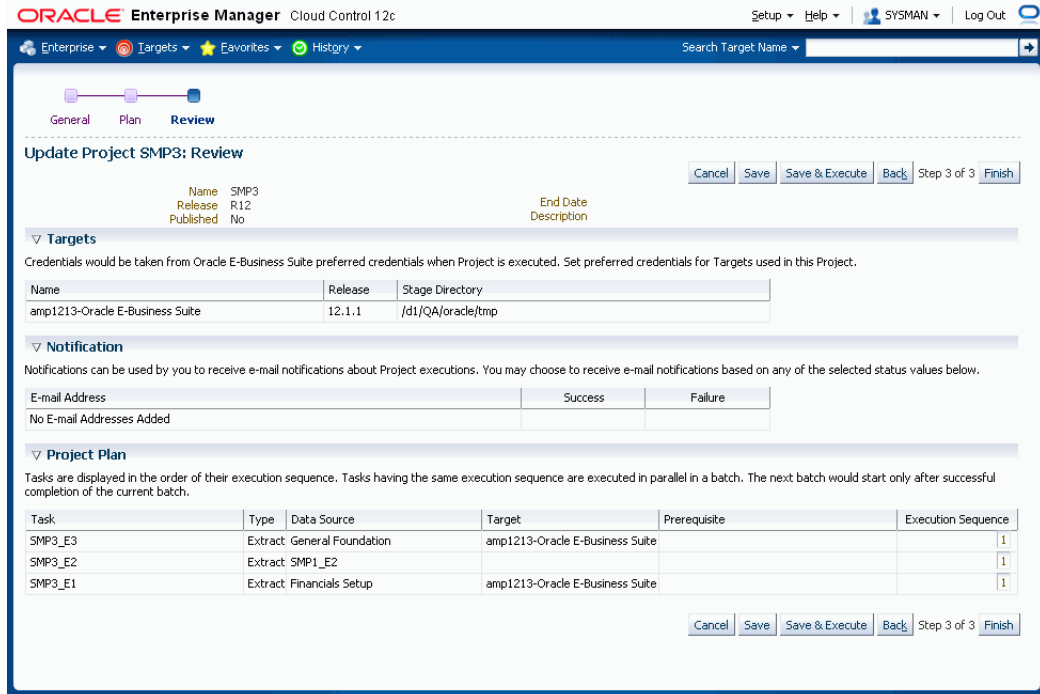 ORACLE Enterprise Manager Cloud Control 12c
Setup Help SYSMAN Log Out
Enterprise Targets Favorites History Search Target Name
General Plan Review
Update Project SMP3: Review
Cancel Save Save & Execute Back Step 3 of 3 Finish
Name SMP3
Release R12
Published No
End Date
Description
Targets
Credentials would be taken from Oracle E-Business Suite preferred credentials when Project is executed. Set preferred credentials for Targets used in this Project.
Name Release Stage Directory
amp1213-Oracle E-Business Suite 12.1.1 /d1/QA/oracle/tmp
Notification
Notifications can be used by you to receive e-mail notifications about Project executions. You may choose to receive e-mail notifications based on any of the selected status values below.
E-mail Address Success Failure
No E-mail Addresses Added
Project Plan
Tasks are displayed in the order of their execution sequence. Tasks having the same execution sequence are executed in parallel in a batch. The next batch would start only after successful
completion of the current batch.
Task Type Data Source Target Prerequisite Execution Sequence
SMP3_E3 Extract General Foundation amp1213-Oracle E-Business Suite 1
SMP3_E2 Extract SMP1_E2 1
SMP3_E1 Extract Financials Setup amp1213-Oracle E-Business Suite 1
Cancel Save Save & Execute Back Step 3 of 3 Finish